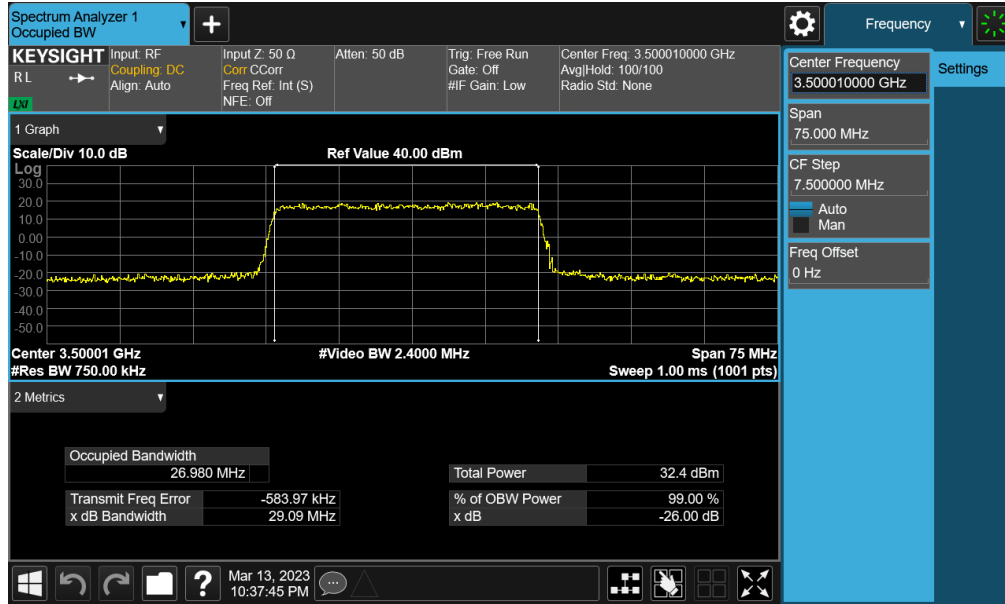 Spectrum Analyzer 1
Occupied BW
+
Frequency
KEYSIGHT
R L
LXI
Input: RF
Coupling: DC
Align: Auto
Input Z: 50 Ω
Corr CCorr
Freq Ref: Int (S)
NFE: Off
Atten: 50 dB
Trig: Free Run
Gate: Off
#IF Gain: Low
Center Freq: 3.500010000 GHz
Avg|Hold: 100/100
Radio Std: None
Center Frequency
3.500010000 GHz
Settings
Span
75.000 MHz
CF Step
7.500000 MHz
Auto
Man
Freq Offset
0 Hz
1 Graph
Scale/Div 10.0 dB
Ref Value 40.00 dBm
Log
30.0
20.0
10.0
0.00
-10.0
-20.0
-30.0
-40.0
-50.0
Center 3.50001 GHz
#Video BW 2.4000 MHz
Span 75 MHz
#Res BW 750.00 kHz
Sweep 1.00 ms (1001 pts)
2 Metrics
Occupied Bandwidth
26.980 MHz
Total Power 32.4 dBm
Transmit Freq Error -583.97 kHz
% of OBW Power 99.00 %
x dB Bandwidth 29.09 MHz
x dB -26.00 dB
?
Mar 13, 2023
10:37:45 PM